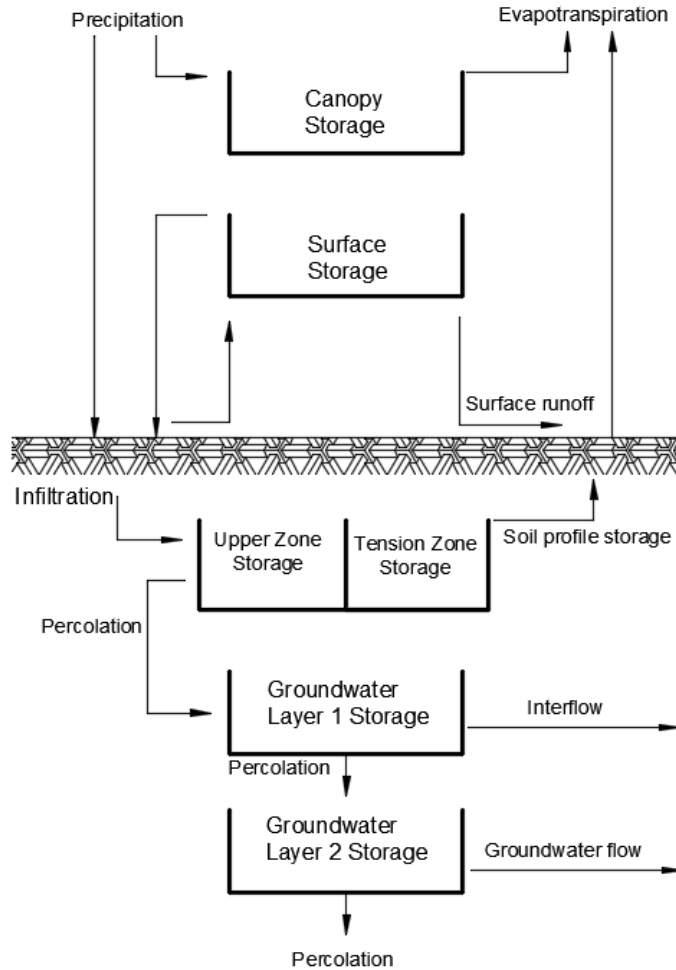 Precipitation
Evapotranspiration
Canopy
Storage
Surface
Storage
Surface runoff
Infiltration
Upper Zone
Storage
Tension Zone
Storage
Soil profile storage
Percolation
Groundwater
Layer 1 Storage
Interflow
Percolation
Groundwater
Layer 2 Storage
Groundwater flow
Percolation